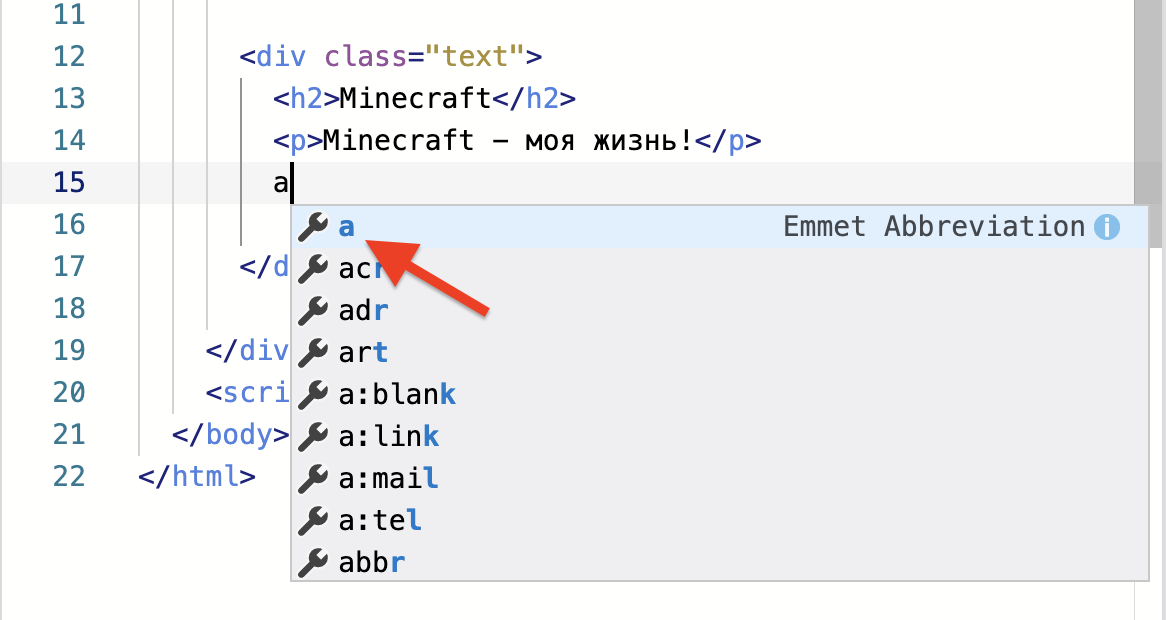 11
12 <div class="text">
13 <h2>Minecraft</h2>
14 <p>Minecraft – моя жизнь!</p>
15 a
16 a Emmet Abbreviation i
17 </d acr
18 adr
19 </div art
20 <scri a:blank
21 </body> a:link
22 </html> a:mail
a:tel
abbr